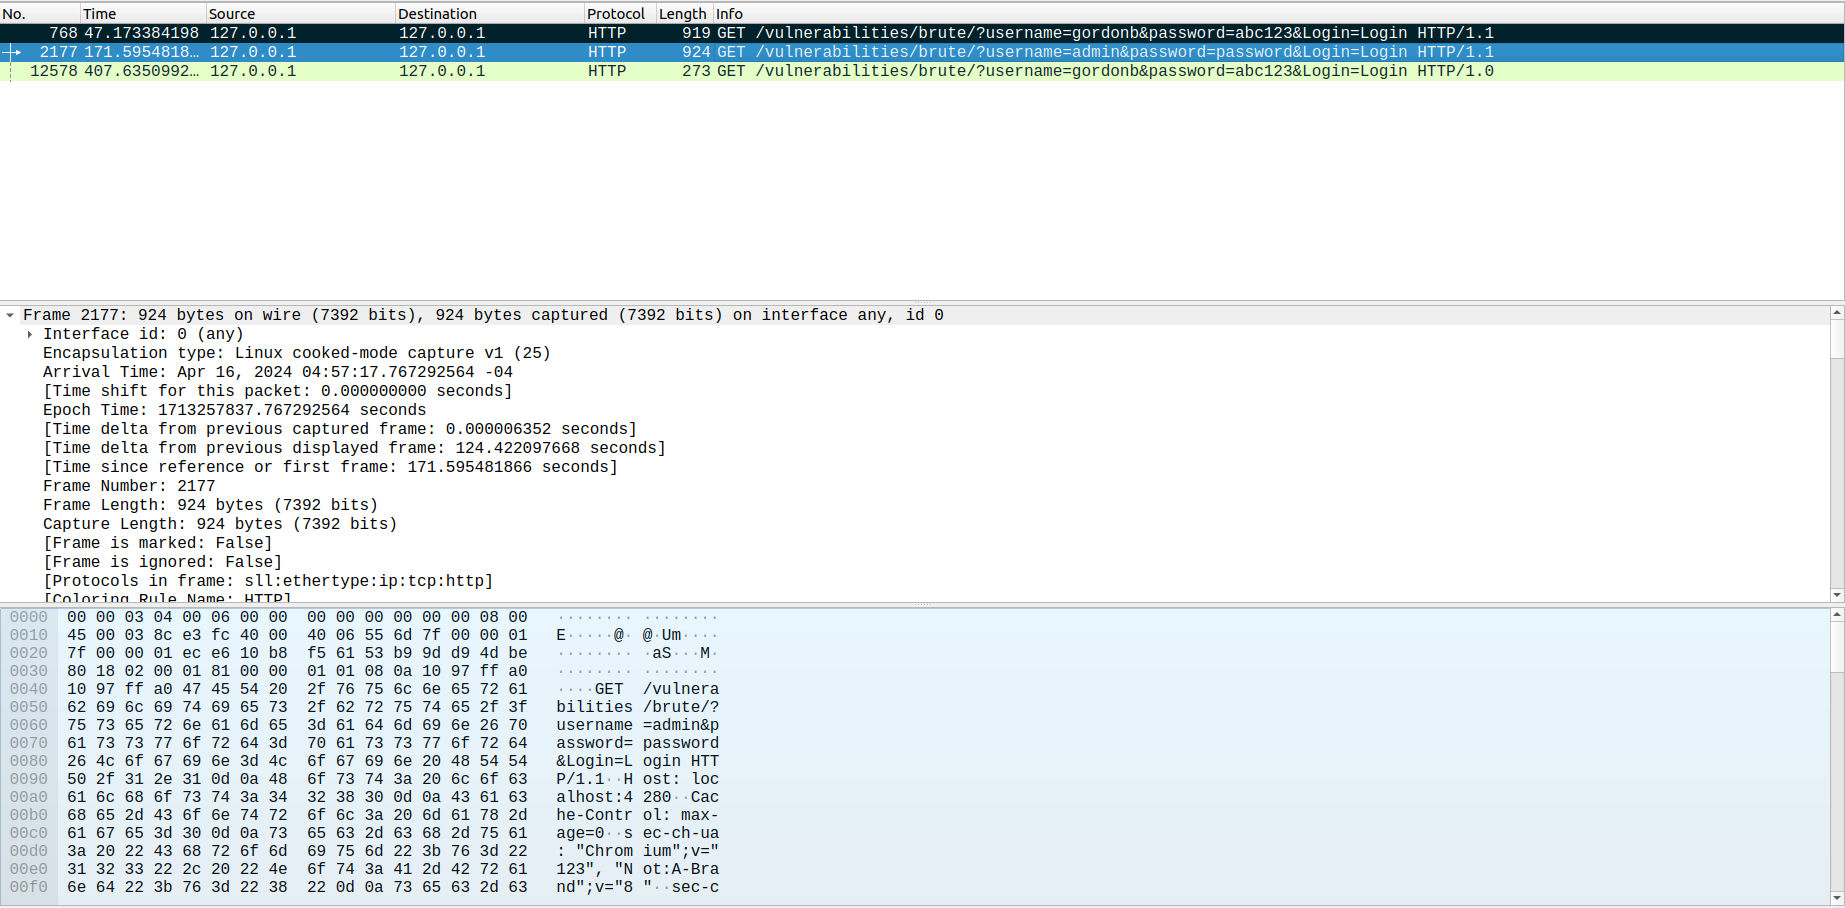 No. Time Source Destination Protocol Length Info
768 47.173384198 127.0.0.1 127.0.0.1 HTTP 919 GET /vulnerabilities/brute/?username=gordonb&password=abc123&Login=Login HTTP/1.1
2177 171.5954818… 127.0.0.1 127.0.0.1 HTTP 924 GET /vulnerabilities/brute/?username=admin&password=password&Login=Login HTTP/1.1
12578 407.6350992… 127.0.0.1 127.0.0.1 HTTP 273 GET /vulnerabilities/brute/?username=gordonb&password=abc123&Login=Login HTTP/1.0
Frame 2177: 924 bytes on wire (7392 bits), 924 bytes captured (7392 bits) on interface any, id 0
Interface id: 0 (any)
Encapsulation type: Linux cooked-mode capture v1 (25)
Arrival Time: Apr 16, 2024 04:57:17.767292564 -04
[Time shift for this packet: 0.000000000 seconds]
Epoch Time: 1713257837.767292564 seconds
[Time delta from previous captured frame: 0.000006352 seconds]
[Time delta from previous displayed frame: 124.422097668 seconds]
[Time since reference or first frame: 171.595481866 seconds]
Frame Number: 2177
Frame Length: 924 bytes (7392 bits)
Capture Length: 924 bytes (7392 bits)
[Frame is marked: False]
[Frame is ignored: False]
[Protocols in frame: sll:ethertype:ip:tcp:http]
[Coloring Rule Name: HTTP]
0000 00 00 03 04 00 06 00 00 00 00 00 00 00 00 08 00 ········ ········
0010 45 00 03 8c e3 fc 40 00 40 06 55 6d 7f 00 00 01 E·····@· @·Um····
0020 7f 00 00 01 ec e6 10 b8 f5 61 53 b9 9d d9 4d be ········ ·aS···M·
0030 80 18 02 00 01 81 00 00 01 01 08 0a 10 97 ff a0 ········ ········
0040 10 97 ff a0 47 45 54 20 2f 76 75 6c 6e 65 72 61 ····GET /vulnera
0050 62 69 6c 69 74 69 65 73 2f 62 72 75 74 65 2f 3f bilities /brute/?
0060 75 73 65 72 6e 61 6d 65 3d 61 64 6d 69 6e 26 70 username =admin&p
0070 61 73 73 77 6f 72 64 3d 70 61 73 73 77 6f 72 64 assword= password
0080 26 4c 6f 67 69 6e 3d 4c 6f 67 69 6e 20 48 54 54 &Login=L ogin HTT
0090 50 2f 31 2e 31 0d 0a 48 6f 73 74 3a 20 6c 6f 63 P/1.1··H ost: loc
00a0 61 6c 68 6f 73 74 3a 34 32 38 30 0d 0a 43 61 63 alhost:4 280··Cac
00b0 68 65 2d 43 6f 6e 74 72 6f 6c 3a 20 6d 61 78 2d he-Contr ol: max-
00c0 61 67 65 3d 30 0d 0a 73 65 63 2d 63 68 2d 75 61 age=0··s ec-ch-ua
00d0 3a 20 22 43 68 72 6f 6d 69 75 6d 22 3b 76 3d 22 : "Chrom ium";v="
00e0 31 32 33 22 2c 20 22 4e 6f 74 3a 41 2d 42 72 61 123", "N ot:A-Bra
00f0 6e 64 22 3b 76 3d 22 38 22 0d 0a 73 65 63 2d 63 nd";v="8 "··sec-c